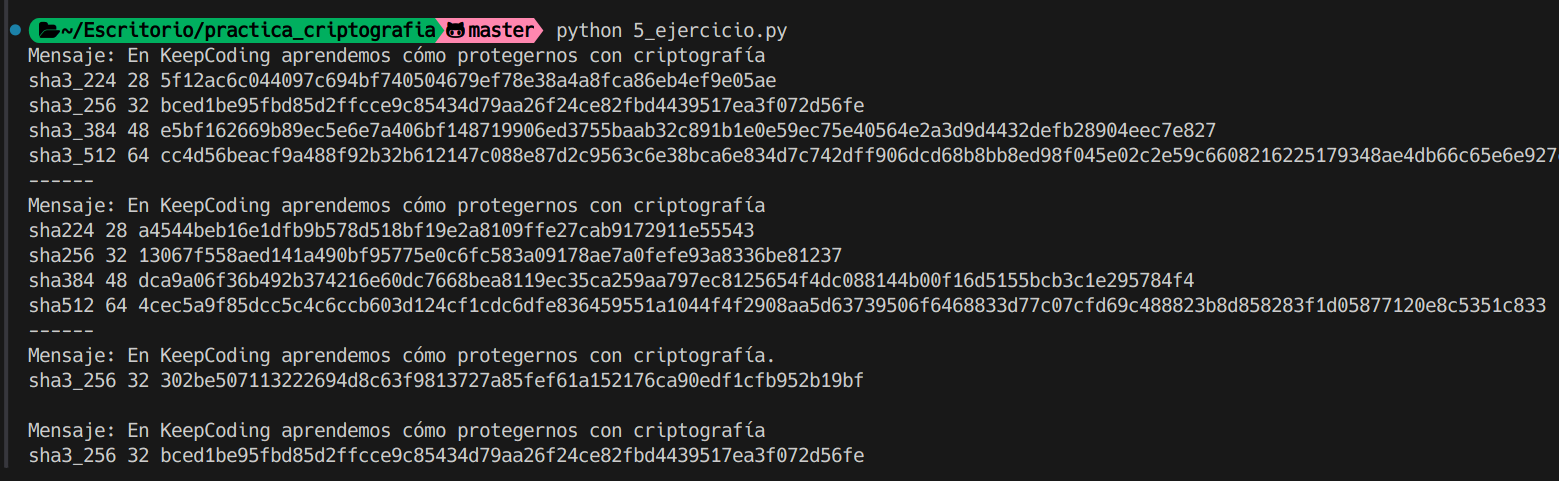 ~/Escritorio/practica_criptografia master python 5_ejercicio.py
Mensaje: En KeepCoding aprendemos cómo protegernos con criptografía
sha3_224 28 5f12ac6c044097c694bf740504679ef78e38a4a8fca86eb4ef9e05ae
sha3_256 32 bced1be95fbd85d2ffcce9c85434d79aa26f24ce82fbd4439517ea3f072d56fe
sha3_384 48 e5bf162669b89ec5e6e7a406bf148719906ed3755baab32c891b1e0e59ec75e40564e2a3d9d4432defb28904eec7e827
sha3_512 64 cc4d56beacf9a488f92b32b612147c088e87d2c9563c6e38bca6e834d7c742dff906dcd68b8bb8ed98f045e02c2e59c6608216225179348ae4db66c65e6e927
------
Mensaje: En KeepCoding aprendemos cómo protegernos con criptografía
sha224 28 a4544beb16e1dfb9b578d518bf19e2a8109ffe27cab9172911e55543
sha256 32 13067f558aed141a490bf95775e0c6fc583a09178ae7a0fefe93a8336be81237
sha384 48 dca9a06f36b492b374216e60dc7668bea8119ec35ca259aa797ec8125654f4dc088144b00f16d5155bcb3c1e295784f4
sha512 64 4cec5a9f85dcc5c4c6ccb603d124cf1cdc6dfe836459551a1044f4f2908aa5d63739506f6468833d77c07cfd69c488823b8d858283f1d05877120e8c5351c833
------
Mensaje: En KeepCoding aprendemos cómo protegernos con criptografía.
sha3_256 32 302be507113222694d8c63f9813727a85fef61a152176ca90edf1cfb952b19bf
Mensaje: En KeepCoding aprendemos cómo protegernos con criptografía
sha3_256 32 bced1be95fbd85d2ffcce9c85434d79aa26f24ce82fbd4439517ea3f072d56fe